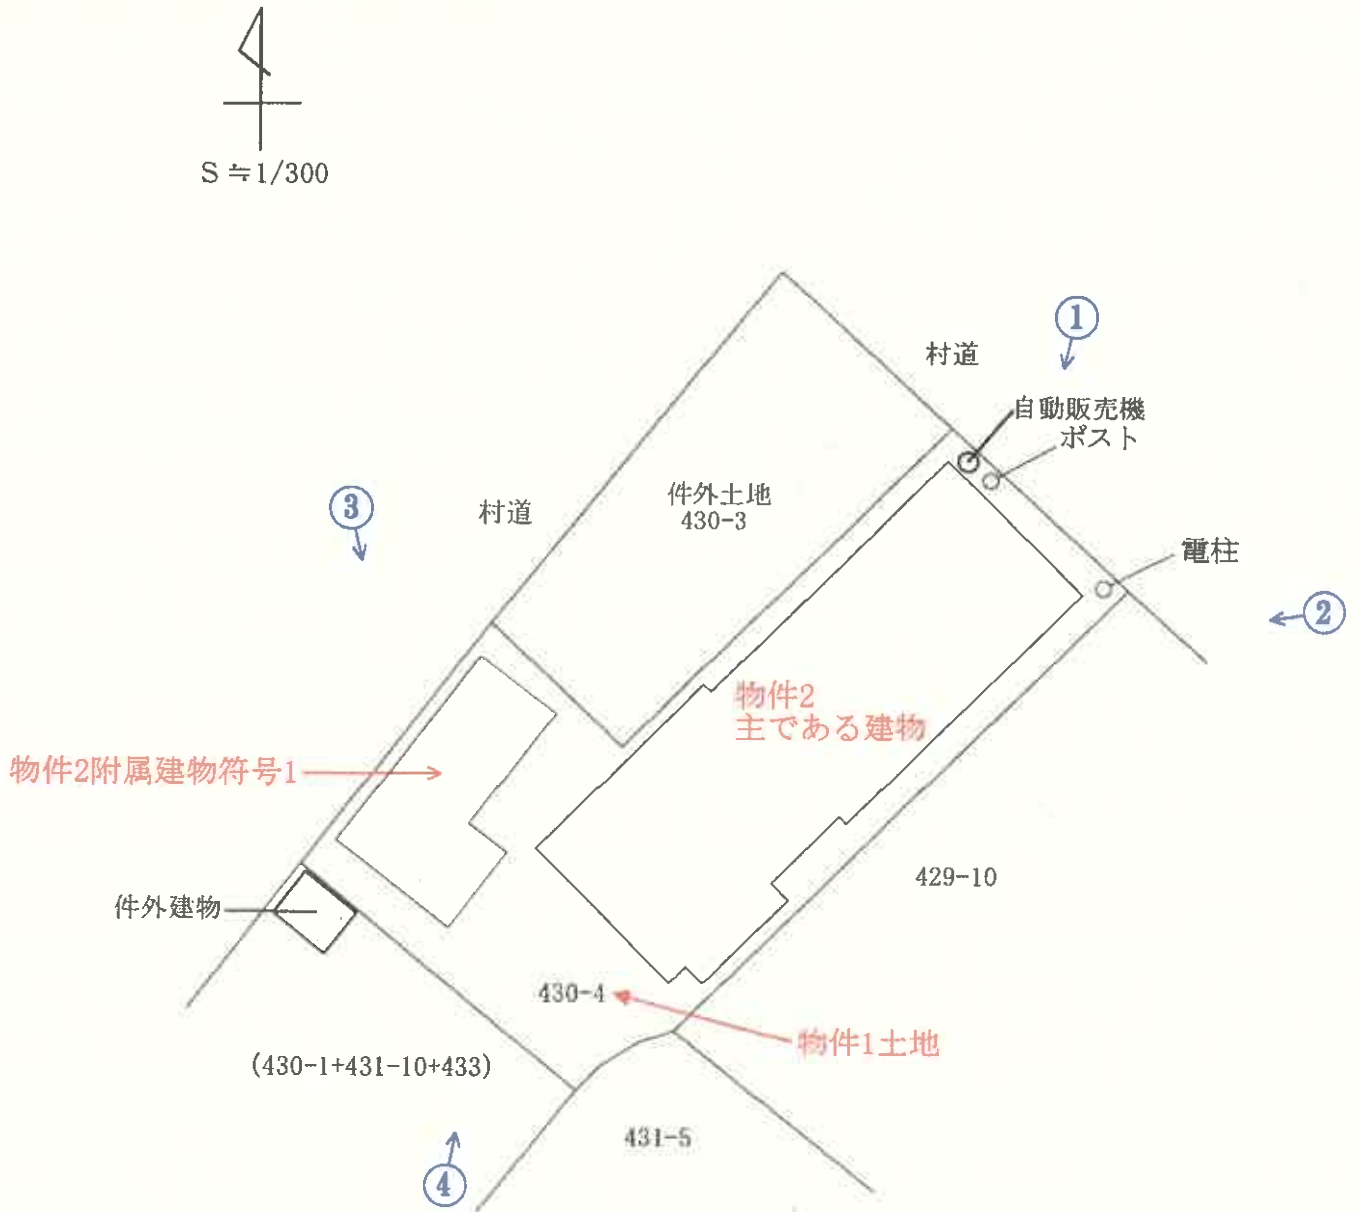 S≒1/300
①
村道
自動販売機
ポスト
件外土地
430-3
③
村道
電柱
②
物件2
主である建物
物件2附属建物符号1
429-10
件外建物
430-4
物件1土地
(430-1+431-10+433)
431-5
④